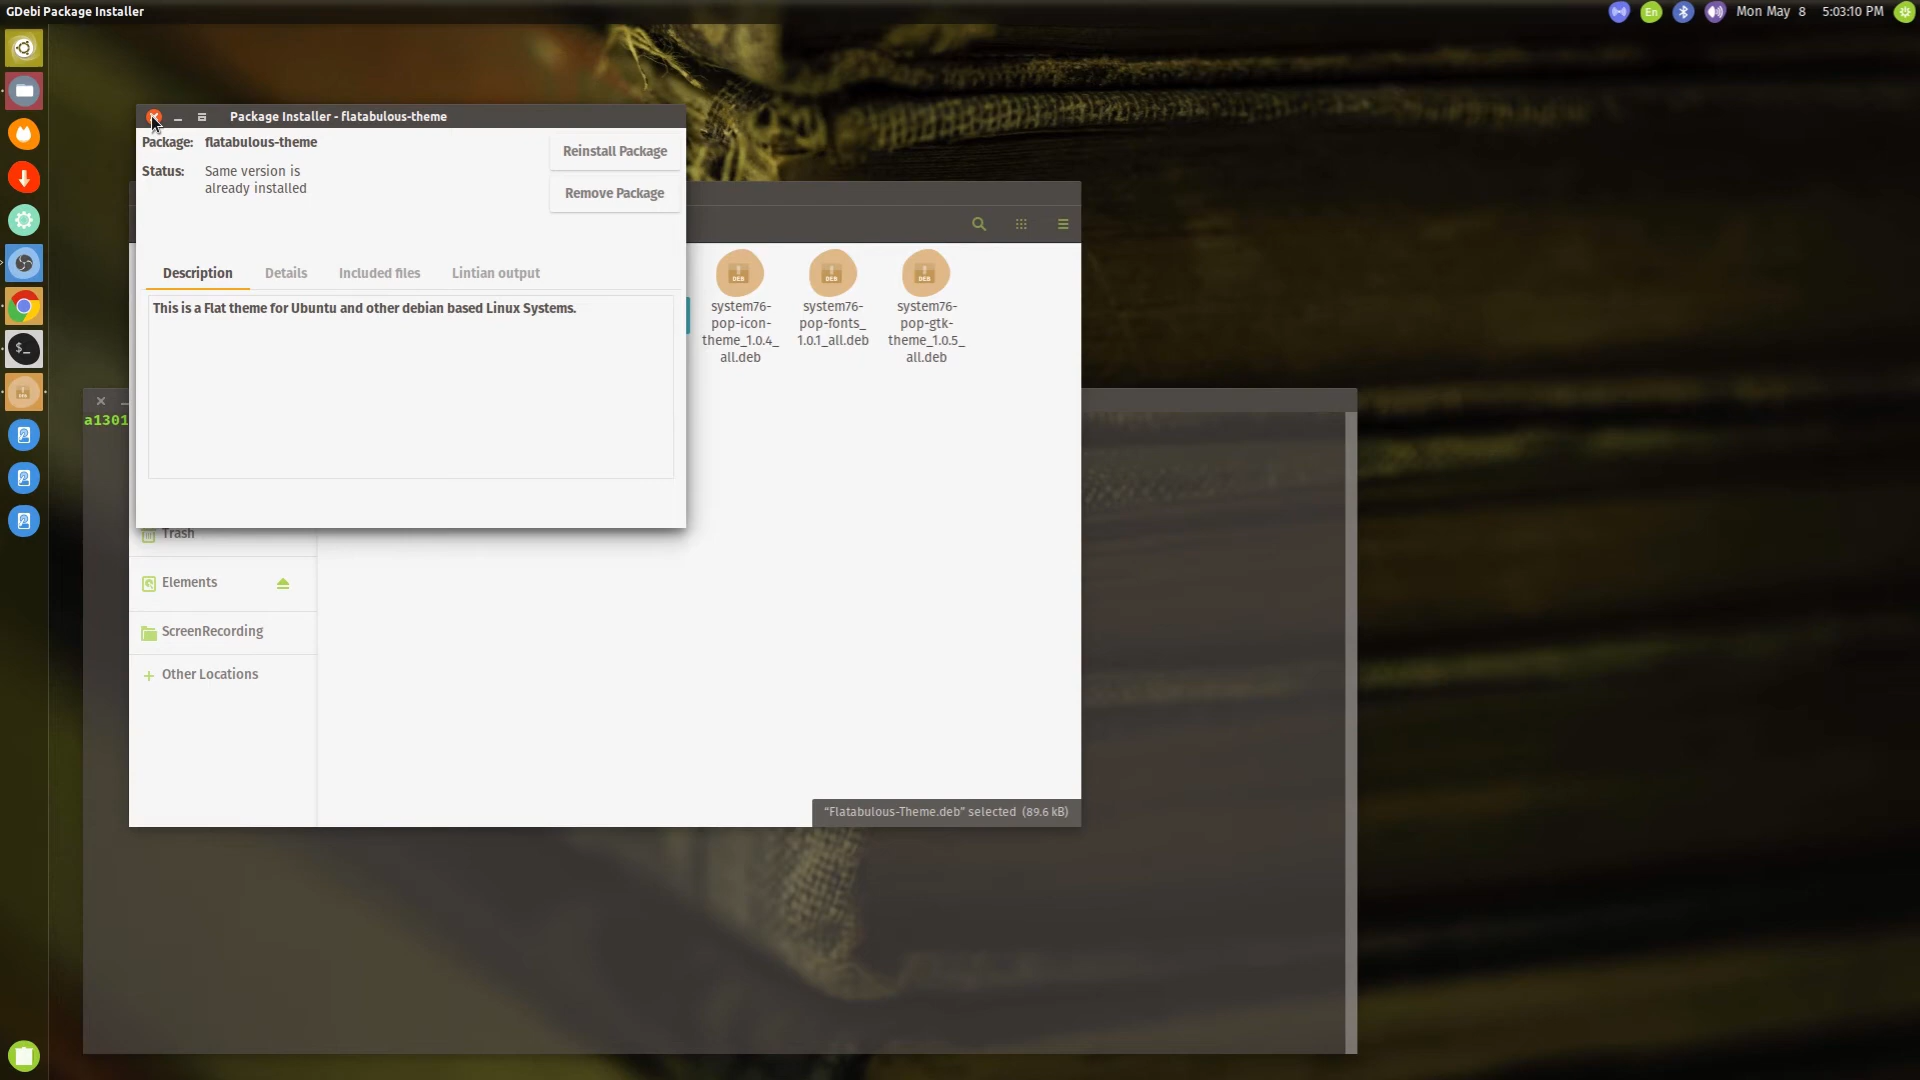 GDebi Package Installer
En
Mon May 8
5:03:10 PM
Package Installer - flatabulous-theme
Package:
flatabulous-theme
Status:
Same version is
already installed
Reinstall Package
Remove Package
Description
Details
Included files
Lintian output
This is a Flat theme for Ubuntu and other debian based Linux Systems.
DEB
system76-
pop-icon-
theme_1.0.4_
all.deb
DEB
system76-
pop-fonts_
1.0.1_all.deb
DEB
system76-
pop-gtk-
theme_1.0.5_
all.deb
a1301
Trash
Elements
ScreenRecording
Other Locations
"Flatabulous-Theme.deb" selected (89.6 kB)